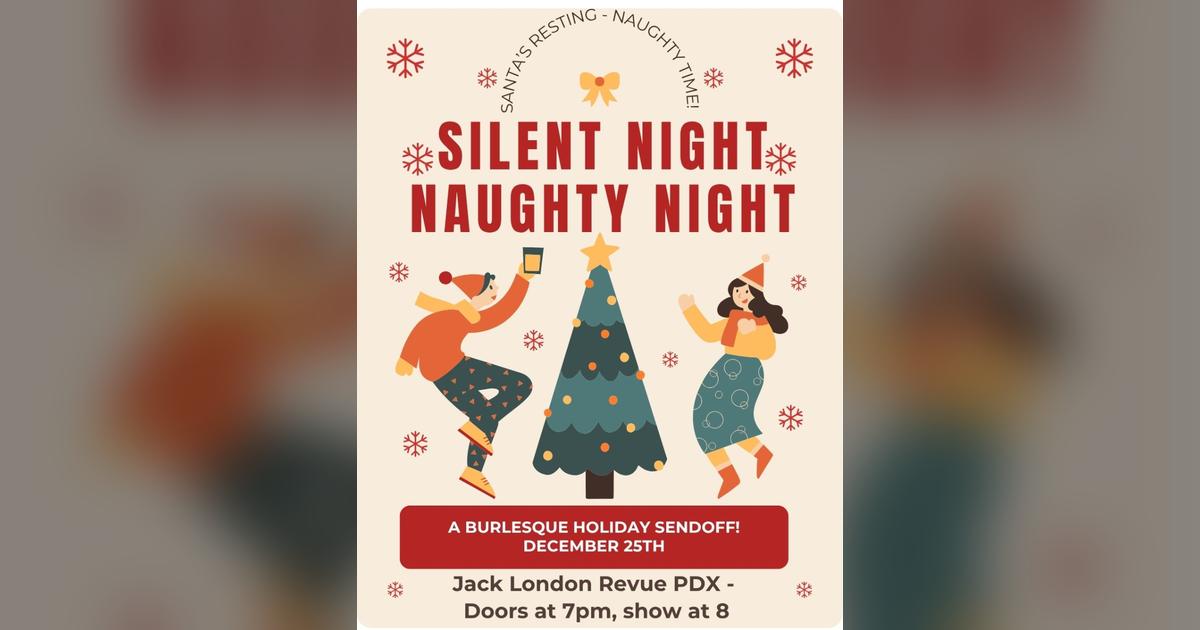 SANTA'S RESTING - NAUGHTY TIME!
SILENT NIGHT
NAUGHTY NIGHT
A BURLESQUE HOLIDAY SENDOFF!
DECEMBER 25TH
Jack London Revue PDX -
Doors at 7pm, show at 8